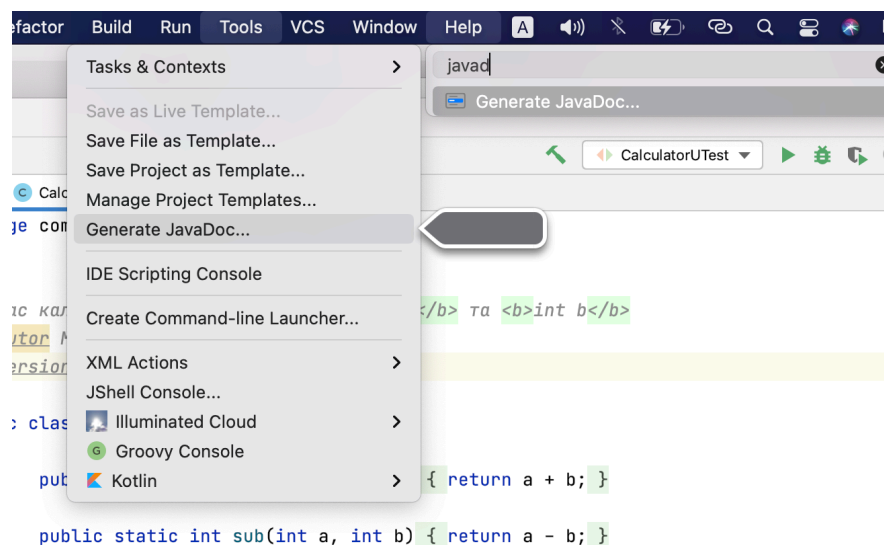 Build Run Tools VCS Window Help A
Tasks & Contexts
javad
Save as Live Template...
Generate JavaDoc...
Save File as Template...
Save Project as Template...
CalculatorUTest
Manage Project Templates...
C
Generate JavaDoc...
IDE Scripting Console
</b> та <b>int b</b>
Create Command-line Launcher...
XML Actions
JShell Console...
Illuminated Cloud
G Groovy Console
Kotlin
{ return a + b; }
public static int sub(int a, int b) { return a - b; }